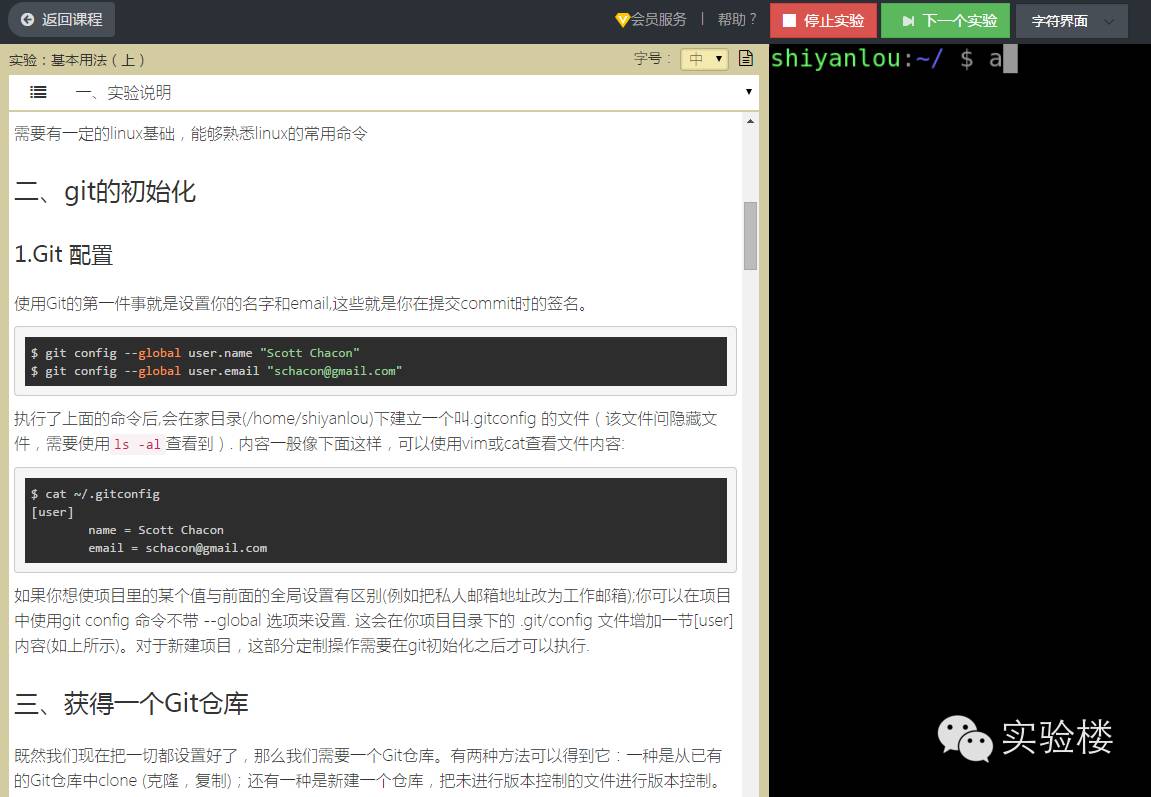 返回课程
会员服务 | 帮助?
停止实验
下一个实验
字符界面
实验：基本用法（上）
字号： 中
一、实验说明
需要有一定的linux基础，能够熟悉linux的常用命令
二、git的初始化
1.Git 配置
使用Git的第一件事就是设置你的名字和email,这些就是你在提交commit时的签名。
$ git config --global user.name "Scott Chacon"
$ git config --global user.email "schacon@gmail.com"
执行了上面的命令后,会在家目录(/home/shiyanlou)下建立一个叫.gitconfig 的文件（该文件问隐藏文
件，需要使用 ls -al 查看到）. 内容一般像下面这样，可以使用vim或cat查看文件内容:
$ cat ~/.gitconfig
[user]
name = Scott Chacon
email = schacon@gmail.com
如果你想使项目里的某个值与前面的全局设置有区别(例如把私人邮箱地址改为工作邮箱);你可以在项目
中使用git config 命令不带 --global 选项来设置. 这会在你项目目录下的 .git/config 文件增加一节[user]
内容(如上所示)。对于新建项目，这部分定制操作需要在git初始化之后才可以执行.
三、获得一个Git仓库
既然我们现在把一切都设置好了，那么我们需要一个Git仓库。有两种方法可以得到它：一种是从已有
的Git仓库中clone (克隆，复制)；还有一种是新建一个仓库，把未进行版本控制的文件进行版本控制。
shiyanlou:~/ $ a
实验楼